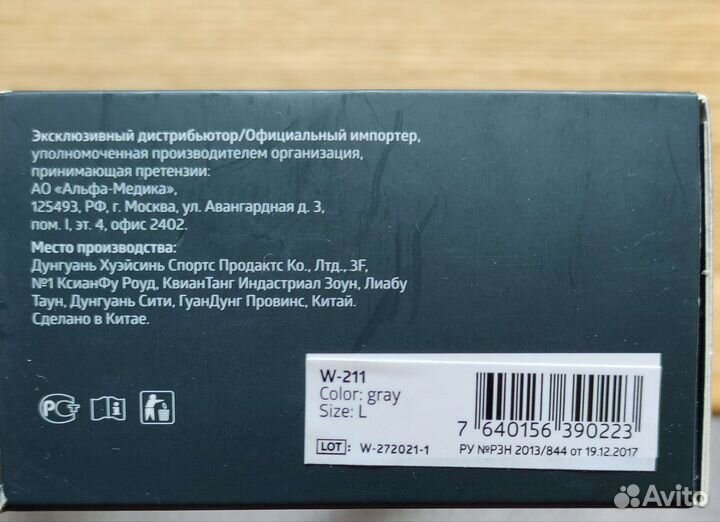 Эксклюзивный дистрибьютор/Официальный импортер,
уполномоченная производителем организация,
принимающая претензии:
АО «Альфа-Медика»,
125493, РФ, г. Москва, ул. Авангардная д. 3,
пом. I, эт. 4, офис 2402.
Место производства:
Дунгуань Хуэйсинь Спортс Продактс Ко., Лтд., 3F,
№1 КсианФу Роуд, КвианТанг Индастриал Зоун, Лиабу
Таун, Дунгуань Сити, ГуанДунг Провинс, Китай.
Сделано в Китае.
РСТ
W-211
Color: gray
Size: L
7 640156 390223
LOT: W-272021-1
РУ №РЗН 2013/844 от 19.12.2017
Avito